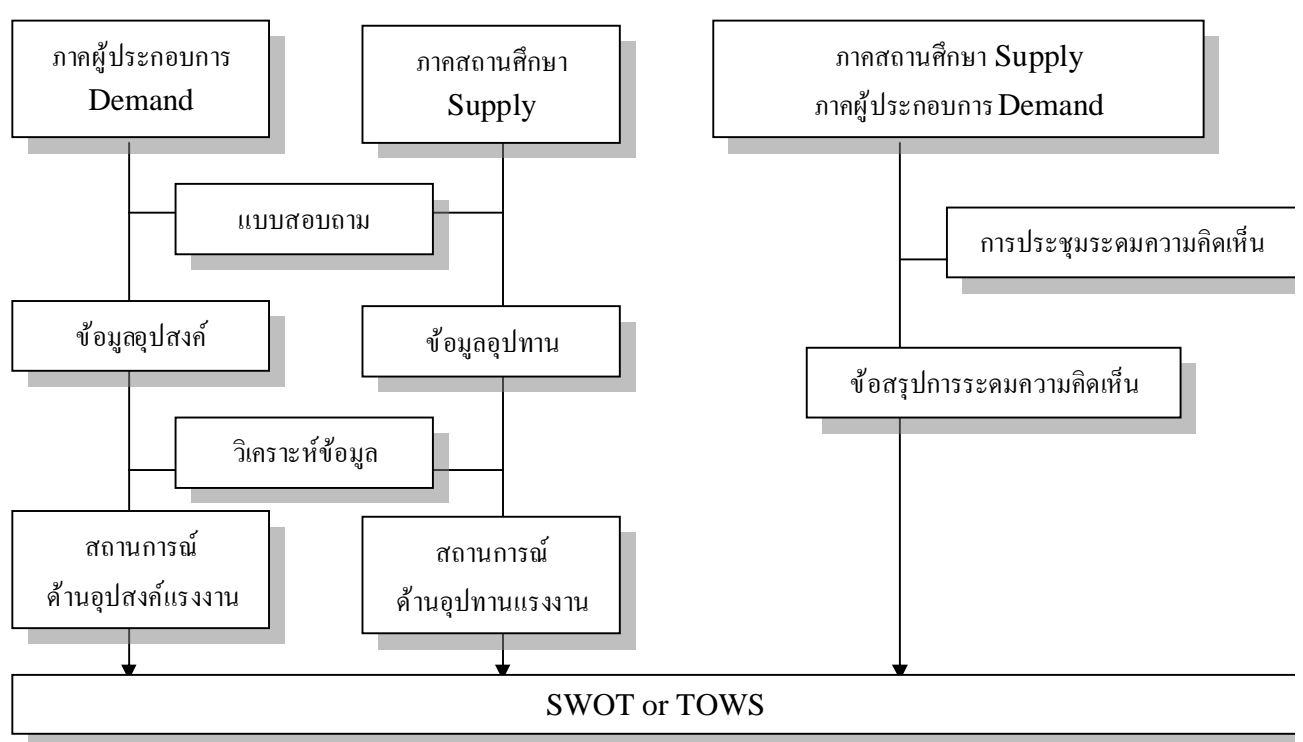 ภาคผู้ประกอบการ
Demand
ภาคสถานศึกษา
Supply
ภาคสถานศึกษา Supply
ภาคผู้ประกอบการ Demand
แบบสอบถาม
การประชุมระดมความคิดเห็น
ข้อมูลอุปสงค์
ข้อมูลอุปทาน
ข้อสรุปการระดมความคิดเห็น
วิเคราะห์ข้อมูล
สถานการณ์
ด้านอุปสงค์แรงงาน
สถานการณ์
ด้านอุปทานแรงงาน
SWOT or TOWS